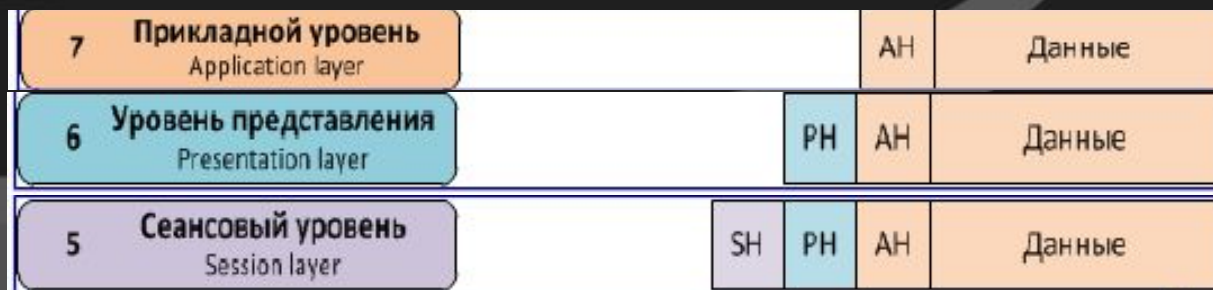 7 Прикладной уровень AH Данные
Application layer
6 Уровень представления PH AH Данные
Presentation layer
5 Сеансовый уровень SH PH AH Данные
Session layer